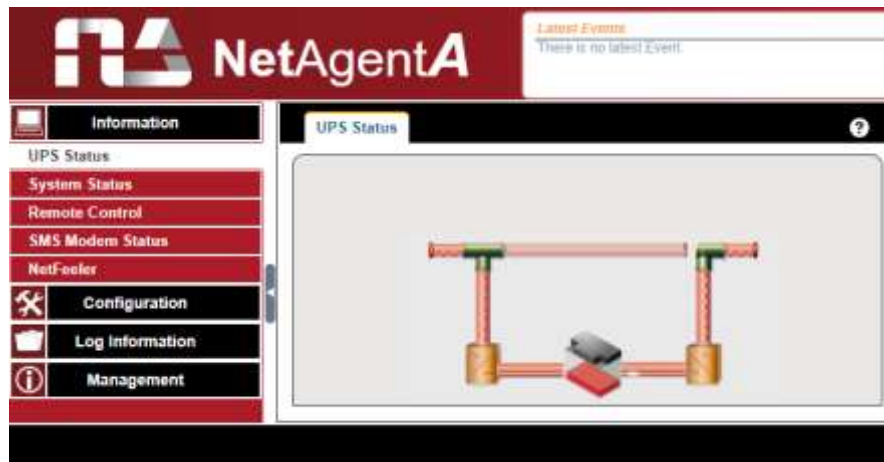 NetAgentA
Latest Events
There is no latest Event.
Information
UPS Status
System Status
Remote Control
SMS Modem Status
NetFeeler
Configuration
Log Information
Management
UPS Status
?